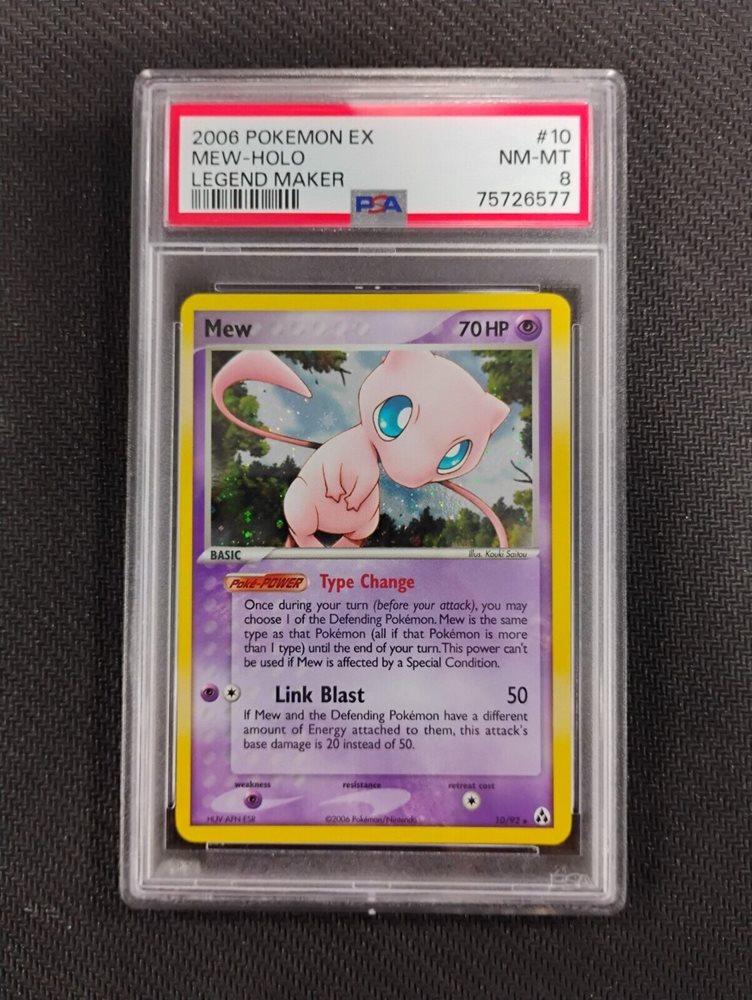 2006 POKEMON EX #10
MEW-HOLO NM-MT
LEGEND MAKER 8
PSA 75726577
Mew 70 HP
BASIC
Illus. Kouki Saitou
Poké-POWER Type Change
Once during your turn (before your attack), you may
choose 1 of the Defending Pokémon. Mew is the same
type as that Pokémon (all if that Pokémon is more
than 1 type) until the end of your turn. This power can't
be used if Mew is affected by a Special Condition.
Link Blast 50
If Mew and the Defending Pokémon have a different
amount of Energy attached to them, this attack's
base damage is 20 instead of 50.
weakness resistance retreat cost
©2006 Pokémon/Nintendo 10/92 ★
PSA